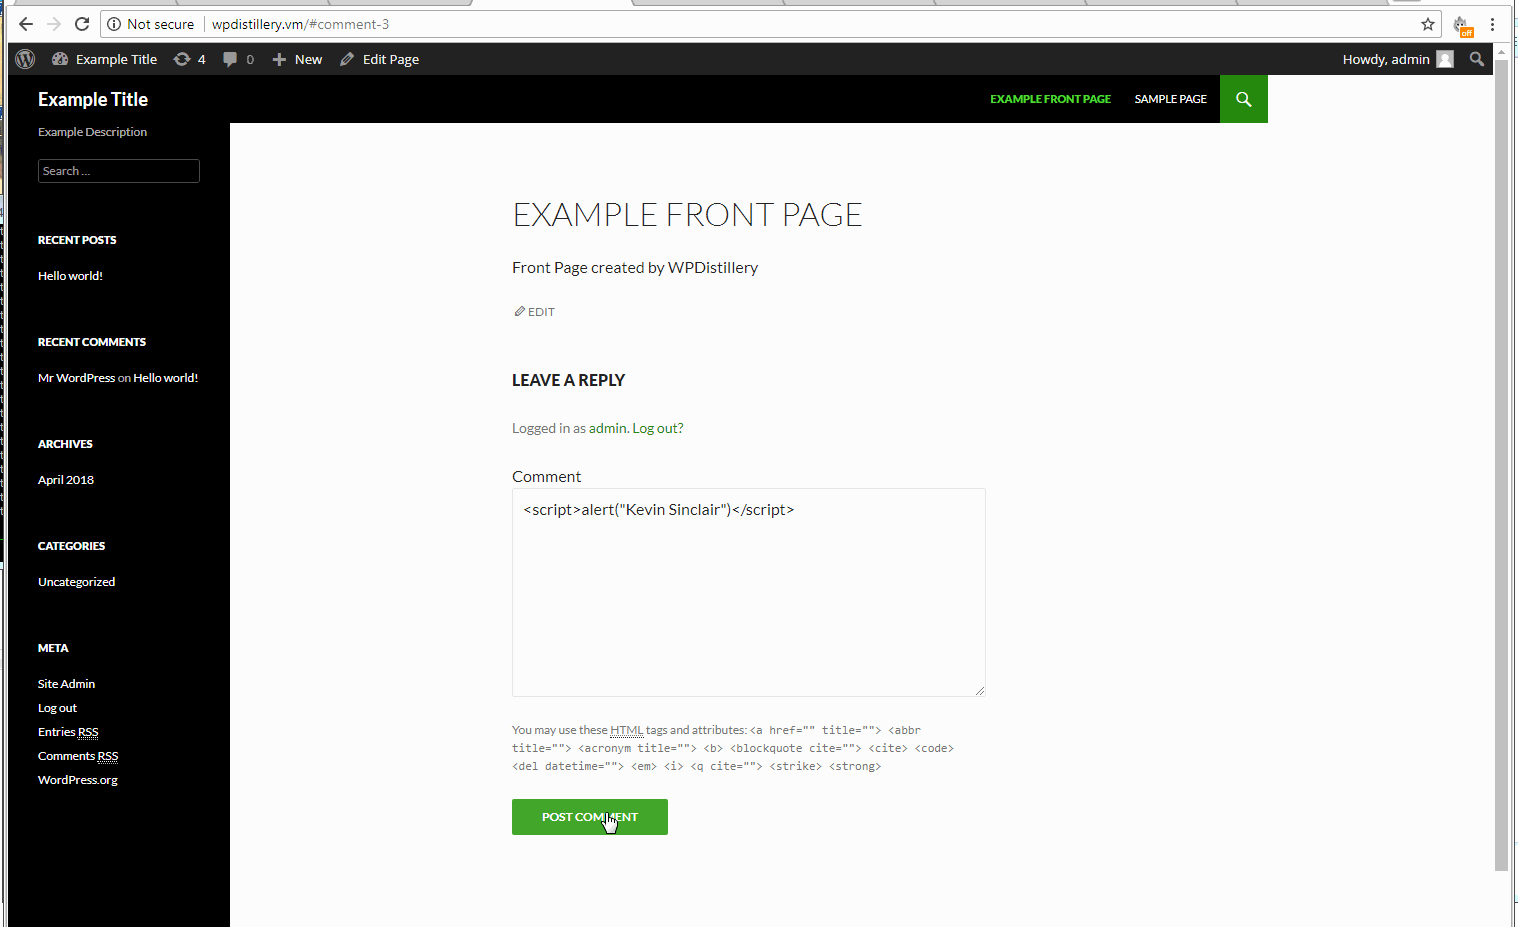 Not secure wpdistillery.vm/#comment-3
off
Example Title 4 0 New Edit Page Howdy, admin
Example Title EXAMPLE FRONT PAGE SAMPLE PAGE
Example Description
Search ...
RECENT POSTS
Hello world!
RECENT COMMENTS
Mr WordPress on Hello world!
ARCHIVES
April 2018
CATEGORIES
Uncategorized
META
Site Admin
Log out
Entries RSS
Comments RSS
WordPress.org
EXAMPLE FRONT PAGE
Front Page created by WPDistillery
EDIT
LEAVE A REPLY
Logged in as admin. Log out?
Comment
<script>alert("Kevin Sinclair")</script>
You may use these HTML tags and attributes: <a href="" title=""> <abbr
title=""> <acronym title=""> <b> <blockquote cite=""> <cite> <code>
<del datetime=""> <em> <i> <q cite=""> <strike> <strong>
POST COMMENT